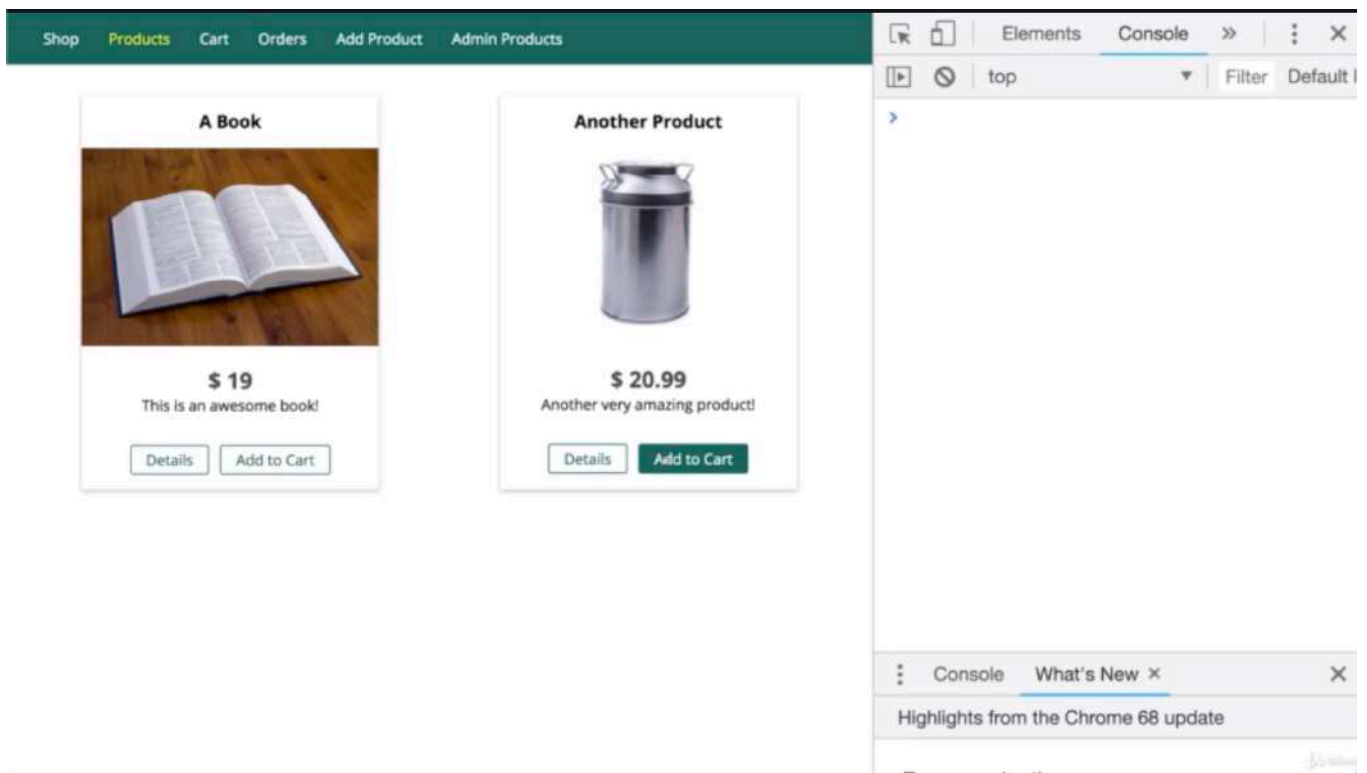 Shop Products Cart Orders Add Product Admin Products
A Book
$ 19
This is an awesome book!
Details Add to Cart
Another Product
$ 20.99
Another very amazing product!
Details Add to Cart
Elements Console »
top Filter Default
>
Console What's New ×
Highlights from the Chrome 68 update